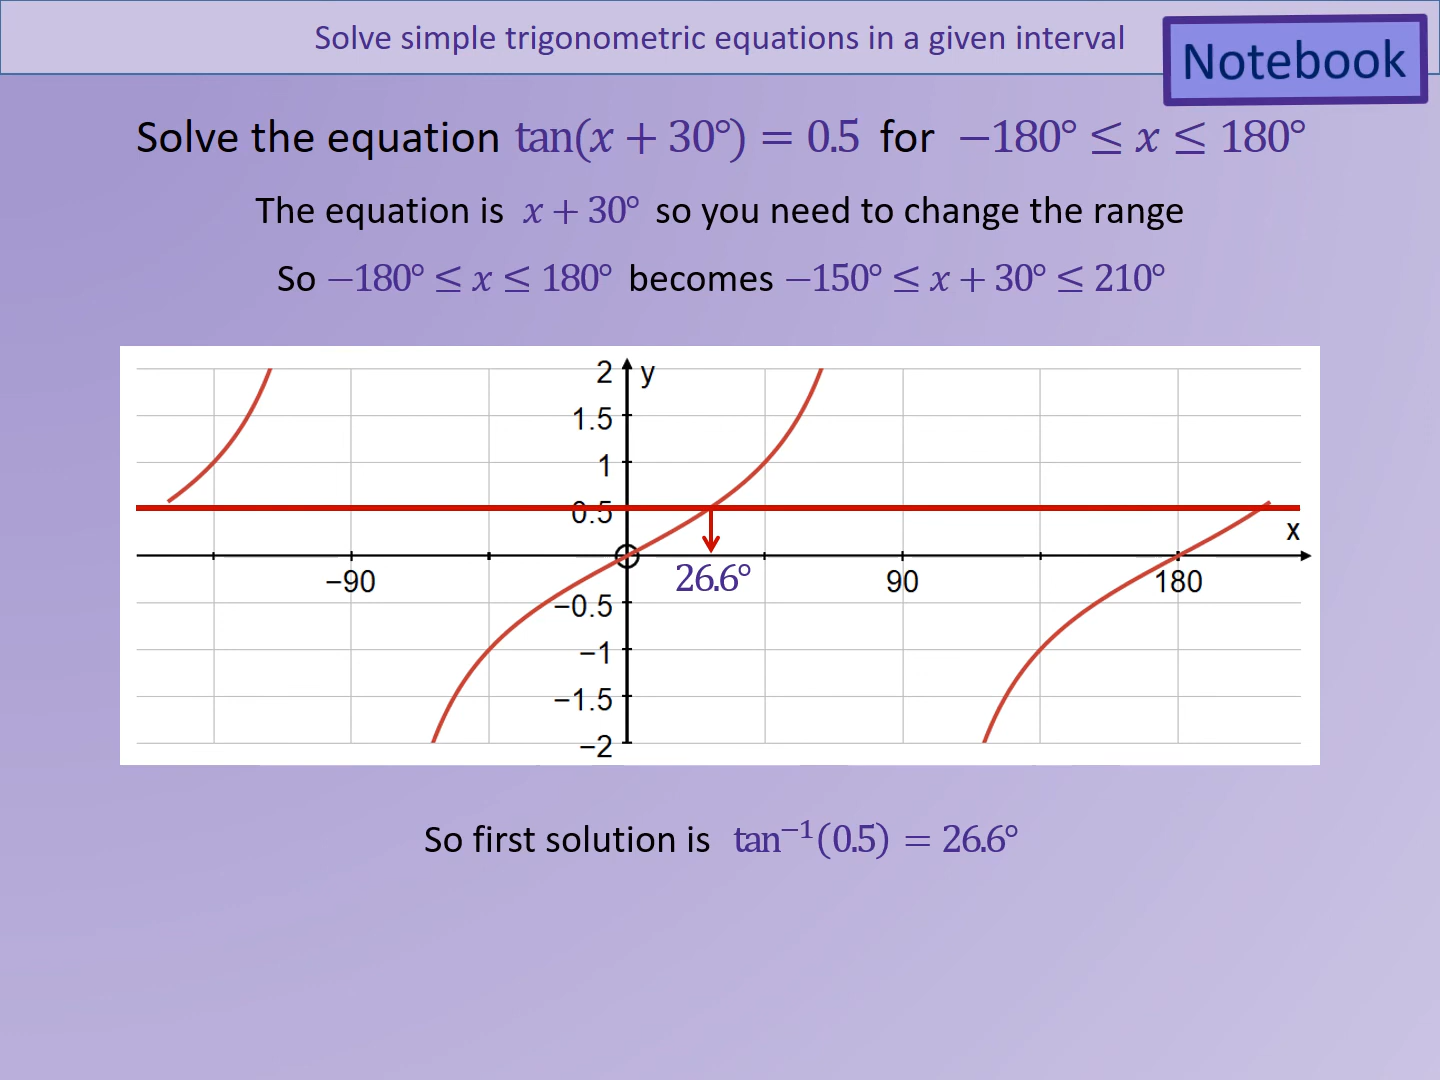 Solve simple trigonometric equations in a given interval
Notebook
Solve the equation tan(x + 30°) = 0.5 for −180° ≤ x ≤ 180°
The equation is x + 30° so you need to change the range
So −180° ≤ x ≤ 180° becomes −150° ≤ x + 30° ≤ 210°
2 y
1.5
1
0.5
x
−90 26.6° 90 180
−0.5
−1
−1.5
−2
So first solution is tan⁻¹(0.5) = 26.6°